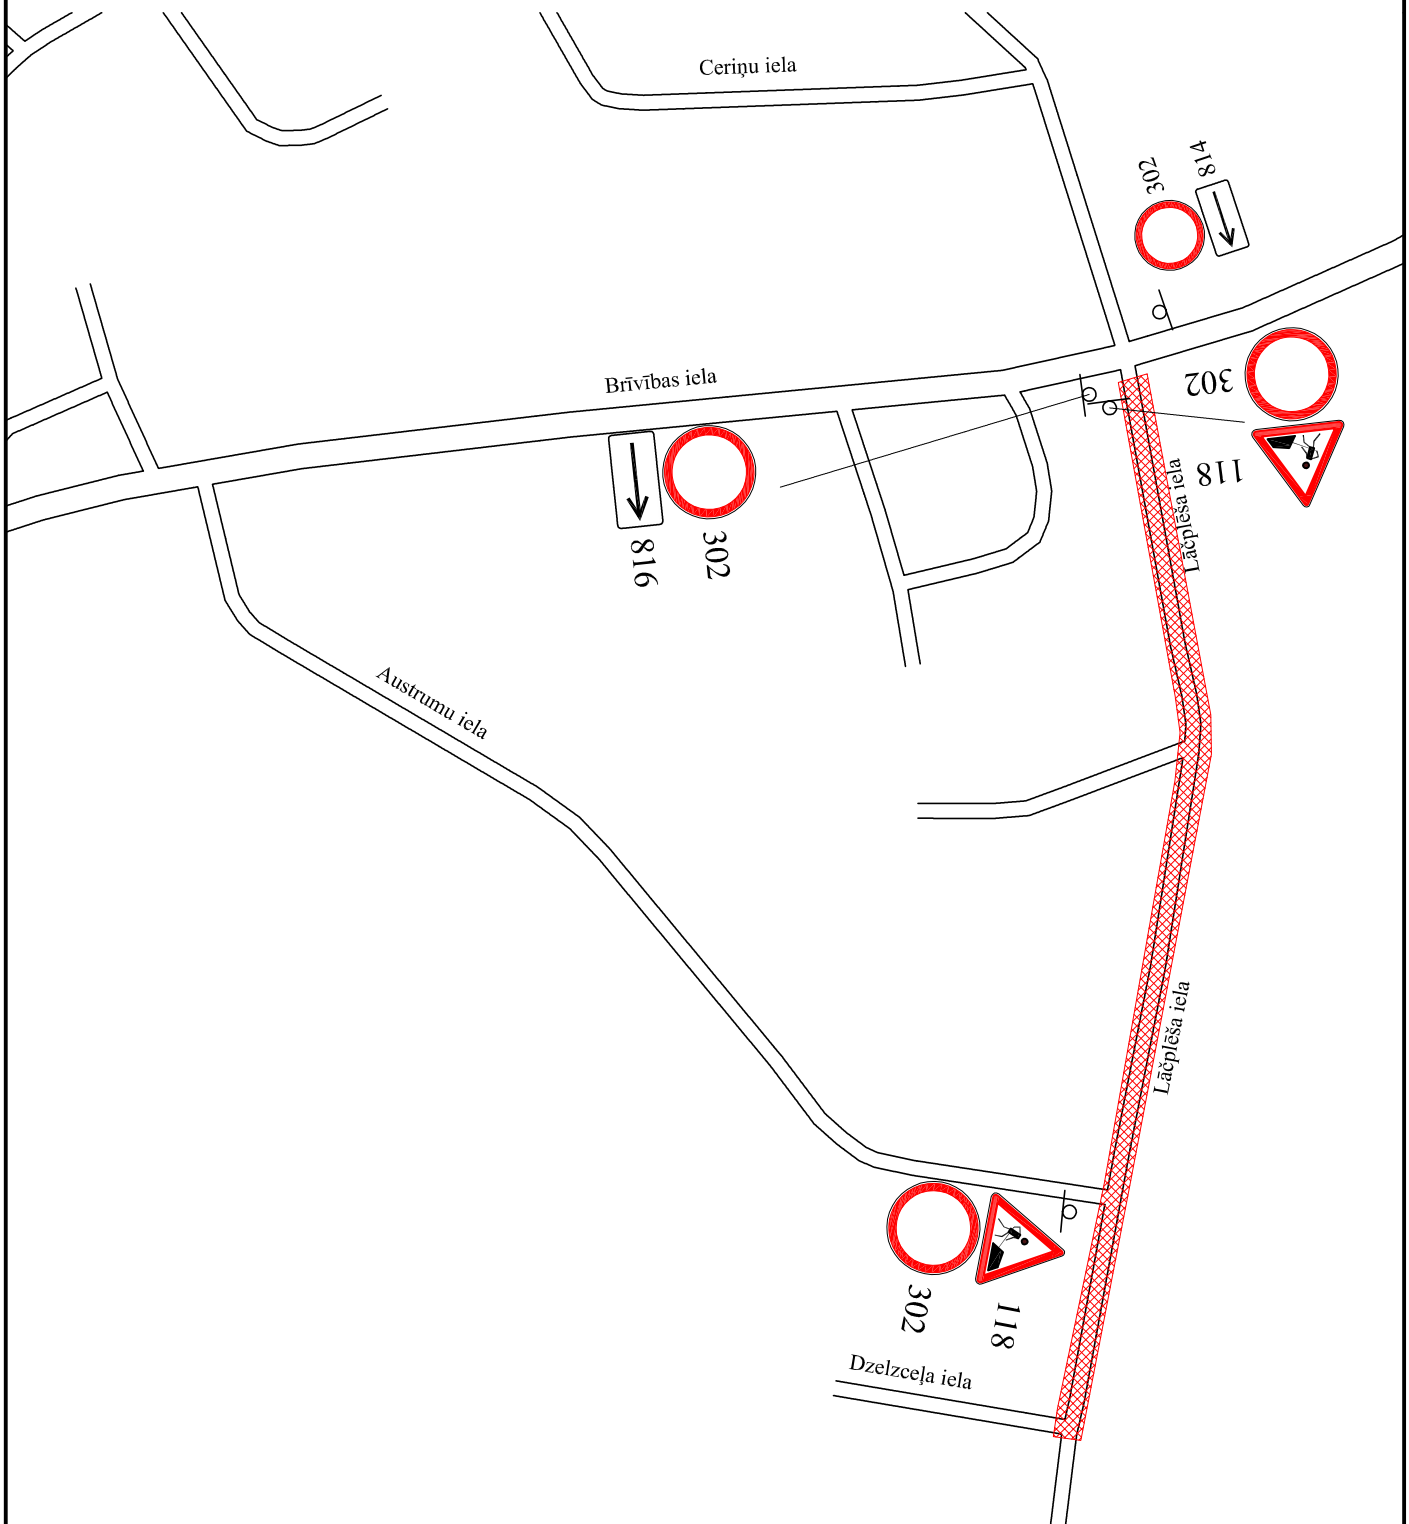 Ceriņu iela
302
814
Brīvības iela
302
118
816
302
Lāčplēša iela
Austrumu iela
Lāčplēša iela
302
118
Dzelzceļa iela